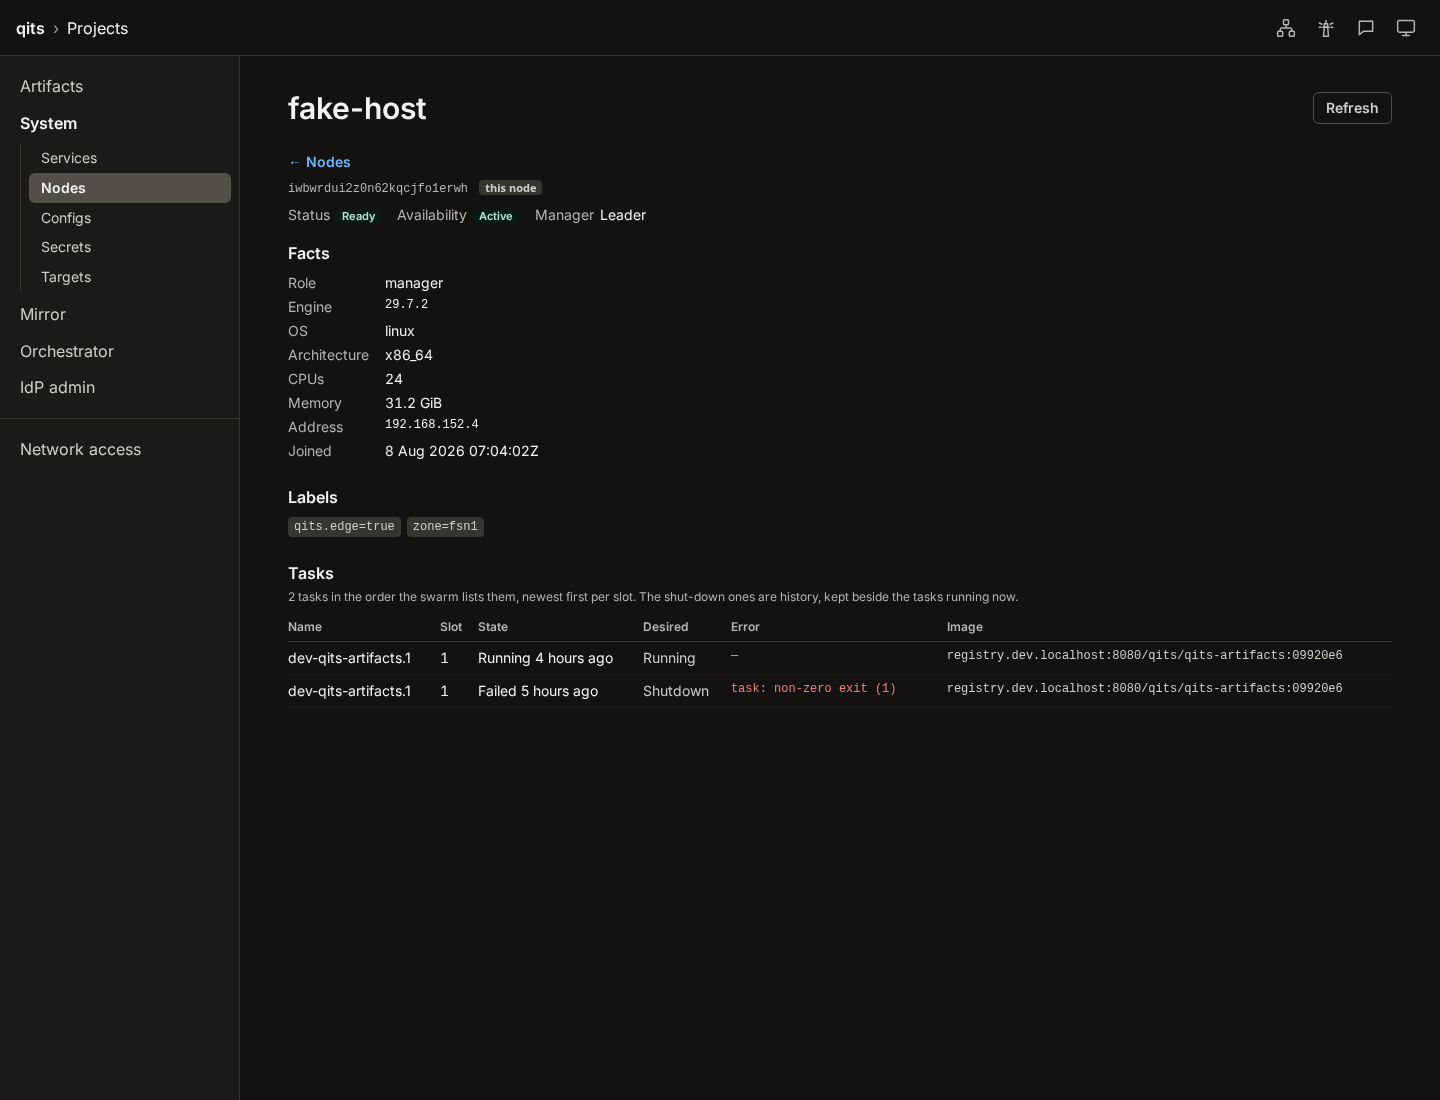 qits › Projects
Artifacts
System
Services
Nodes
Configs
Secrets
Targets
Mirror
Orchestrator
IdP admin
Network access
fake-host
Refresh
← Nodes
iwbwrdui2z0n62kqcjfo1erwh this node
Status Ready Availability Active Manager Leader
Facts
Role manager
Engine 29.7.2
OS linux
Architecture x86_64
CPUs 24
Memory 31.2 GiB
Address 192.168.152.4
Joined 8 Aug 2026 07:04:02Z
Labels
qits.edge=true zone=fsn1
Tasks
2 tasks in the order the swarm lists them, newest first per slot. The shut-down ones are history, kept beside the tasks running now.
Name Slot State Desired Error Image
dev-qits-artifacts.1 1 Running 4 hours ago Running — registry.dev.localhost:8080/qits/qits-artifacts:09920e6
dev-qits-artifacts.1 1 Failed 5 hours ago Shutdown task: non-zero exit (1) registry.dev.localhost:8080/qits/qits-artifacts:09920e6